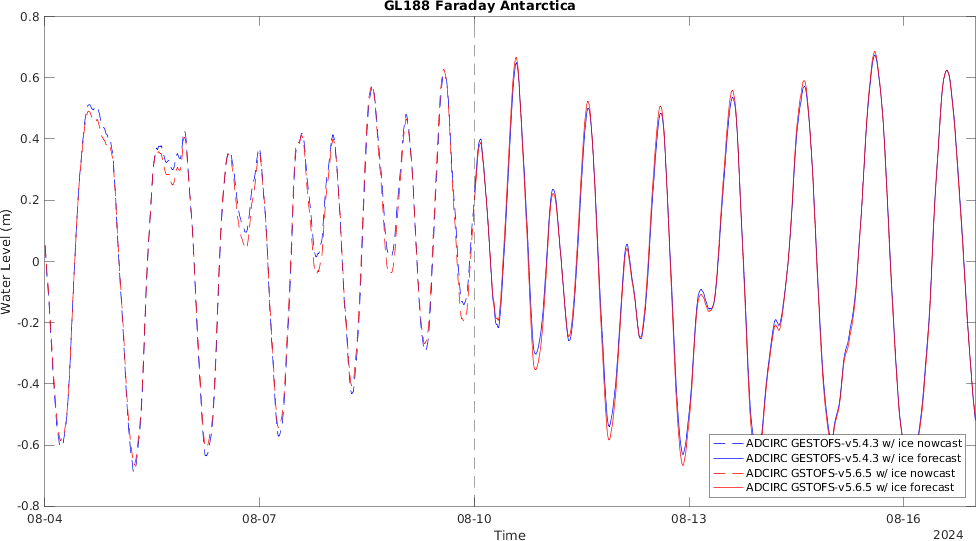 GL188 Faraday Antarctica
0.8
0.6
0.4
0.2
0
-0.2
-0.4
-0.6
-0.8
Water Level (m)
08-04 08-07 08-10 08-13 08-16
Time
2024
ADCIRC GESTOFS-v5.4.3 w/ ice nowcast
ADCIRC GESTOFS-v5.4.3 w/ ice forecast
ADCIRC GSTOFS-v5.6.5 w/ ice nowcast
ADCIRC GSTOFS-v5.6.5 w/ ice forecast